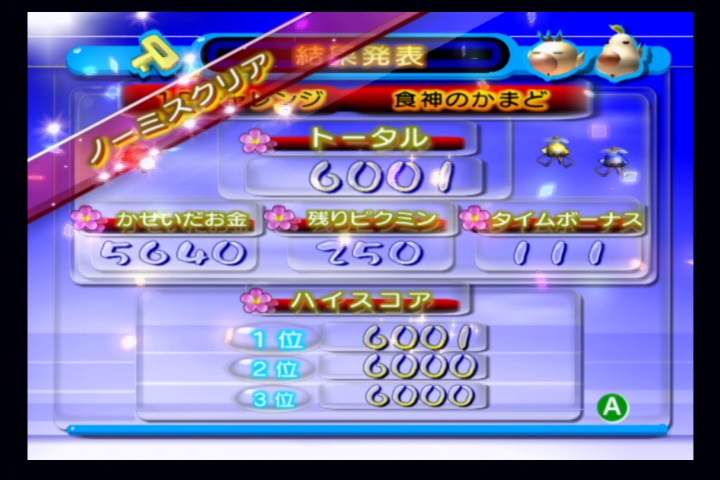 結果発表
ノーミスクリア
チャレンジ 食神のかまど
トータル
6001
かせいだお金 残りピクミン タイムボーナス
5640 250 111
ハイスコア
1位 6001
2位 6000
3位 6000
A